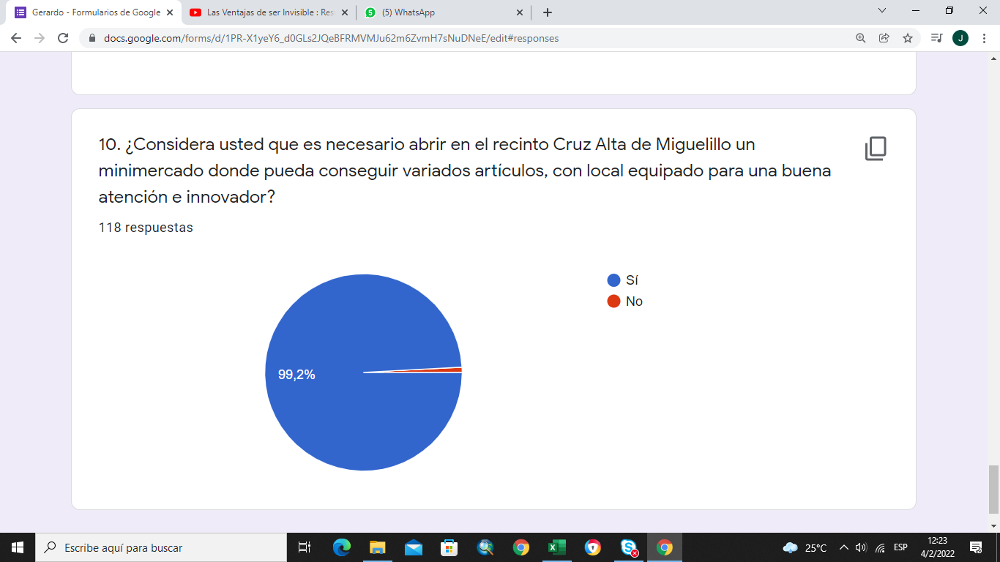 Gerardo - Formularios de Google
Las Ventajas de ser Invisible : Res
5
(5) WhatsApp
docs.google.com/forms/d/1PR-X1yeY6_d0GLs2JQeBFRMVMJu62m6ZvmH7sNuDNeE/edit#responses
J
10. ¿Considera usted que es necesario abrir en el recinto Cruz Alta de Miguelillo un
minimercado donde pueda conseguir variados artículos, con local equipado para una buena
atención e innovador?
118 respuestas
Sí
No
99,2%
Escribe aquí para buscar
25°C
ESP
12:23
4/2/2022